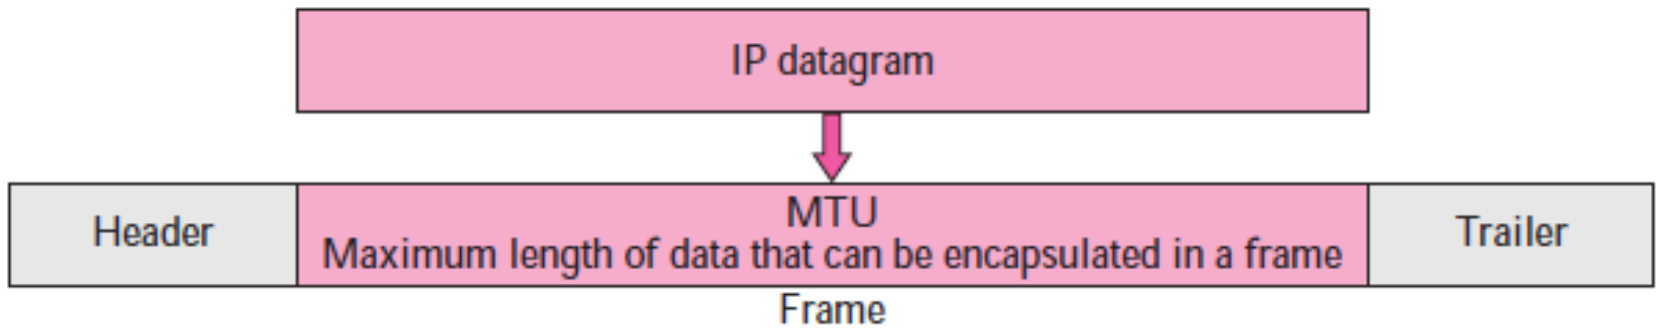 IP datagram
Header
MTU
Maximum length of data that can be encapsulated in a frame
Trailer
Frame